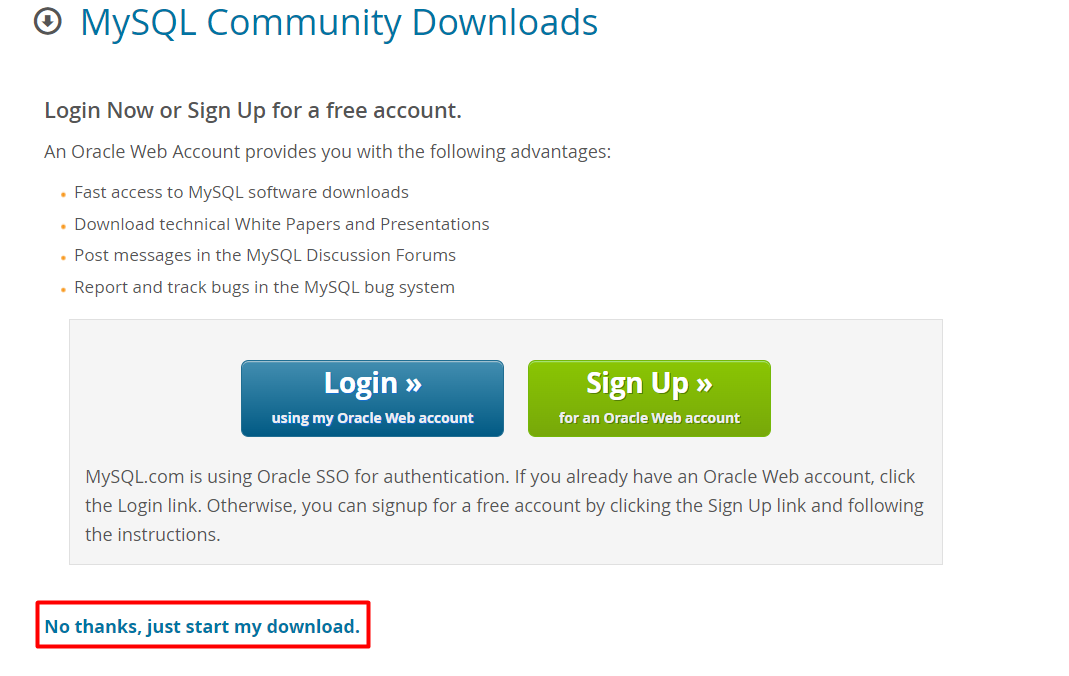 MySQL Community Downloads
Login Now or Sign Up for a free account.
An Oracle Web Account provides you with the following advantages:
Fast access to MySQL software downloads
Download technical White Papers and Presentations
Post messages in the MySQL Discussion Forums
Report and track bugs in the MySQL bug system
Login »
using my Oracle Web account
Sign Up »
for an Oracle Web account
MySQL.com is using Oracle SSO for authentication. If you already have an Oracle Web account, click
the Login link. Otherwise, you can signup for a free account by clicking the Sign Up link and following
the instructions.
No thanks, just start my download.